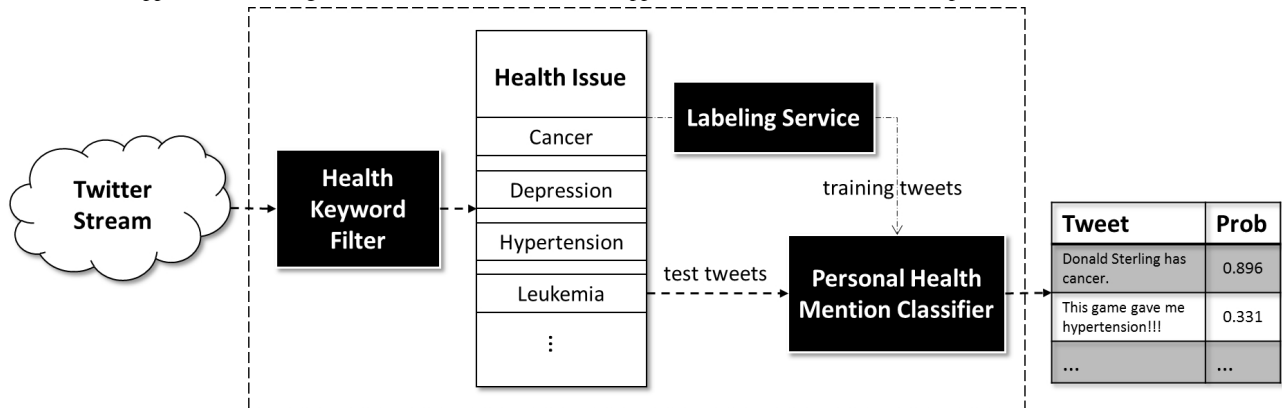 Twitter
Stream
Health
Keyword
Filter
Health Issue
Cancer
Depression
Hypertension
Leukemia
⋮
Labeling Service
training tweets
test tweets
Personal Health
Mention Classifier
Tweet Prob
Donald Sterling has
cancer.
0.896
This game gave me
hypertension!!!
0.331
... ...